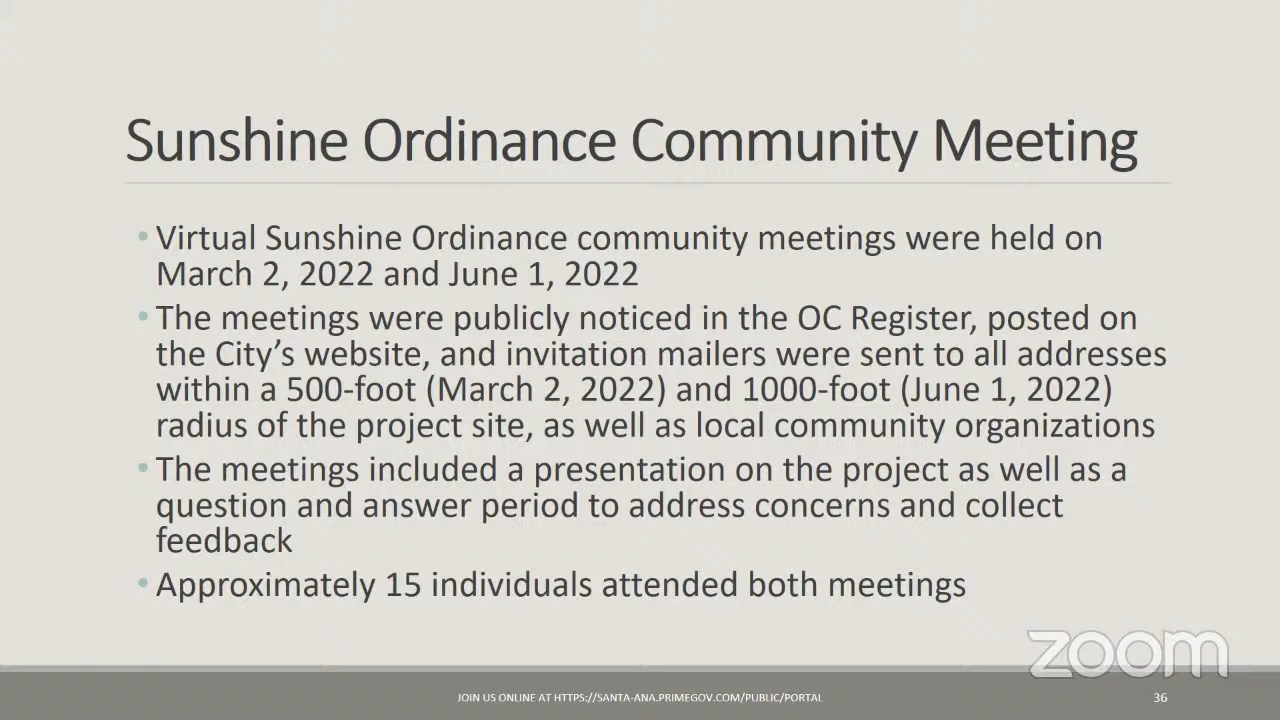 Sunshine Ordinance Community Meeting
• Virtual Sunshine Ordinance community meetings were held on
March 2, 2022 and June 1, 2022
• The meetings were publicly noticed in the OC Register, posted on
the City’s website, and invitation mailers were sent to all addresses
within a 500-foot (March 2, 2022) and 1000-foot (June 1, 2022)
radius of the project site, as well as local community organizations
• The meetings included a presentation on the project as well as a
question and answer period to address concerns and collect
feedback
• Approximately 15 individuals attended both meetings
zoom
JOIN US ONLINE AT HTTPS://SANTA-ANA.PRIMEGOV.COM/PUBLIC/PORTAL
36